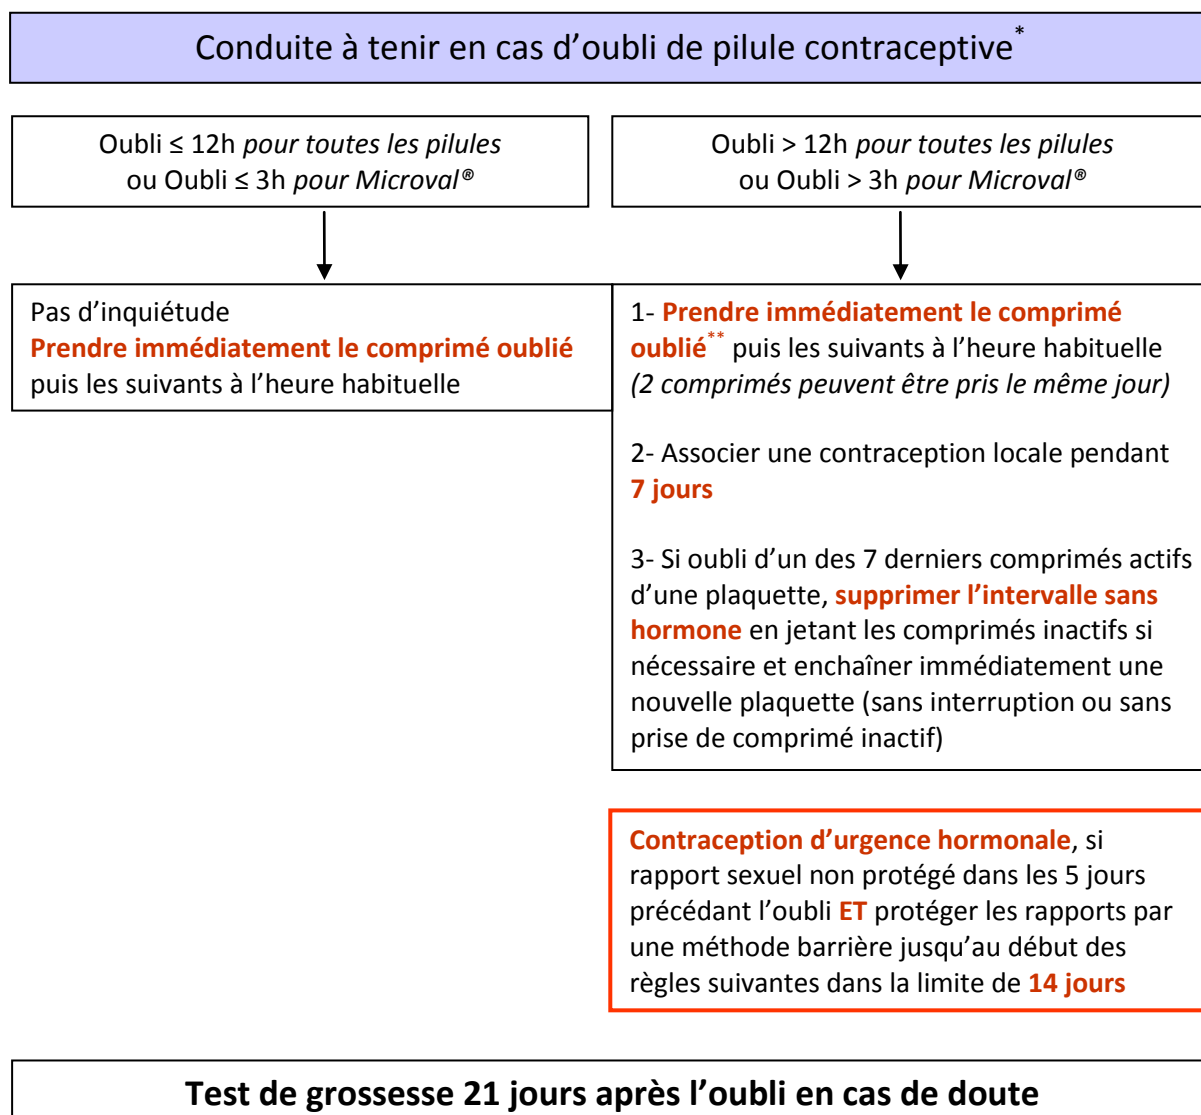 Conduite à tenir en cas d’oubli de pilule contraceptive*
Oubli ≤ 12h pour toutes les pilules
ou Oubli ≤ 3h pour Microval®
Oubli > 12h pour toutes les pilules
ou Oubli > 3h pour Microval®
Pas d’inquiétude
Prendre immédiatement le comprimé oublié
puis les suivants à l’heure habituelle
1- Prendre immédiatement le comprimé
oublié** puis les suivants à l’heure habituelle
(2 comprimés peuvent être pris le même jour)
2- Associer une contraception locale pendant
7 jours
3- Si oubli d’un des 7 derniers comprimés actifs
d’une plaquette, supprimer l’intervalle sans
hormone en jetant les comprimés inactifs si
nécessaire et enchaîner immédiatement une
nouvelle plaquette (sans interruption ou sans
prise de comprimé inactif)
Contraception d’urgence hormonale, si
rapport sexuel non protégé dans les 5 jours
précédant l’oubli ET protéger les rapports par
une méthode barrière jusqu’au début des
règles suivantes dans la limite de 14 jours
Test de grossesse 21 jours après l’oubli en cas de doute